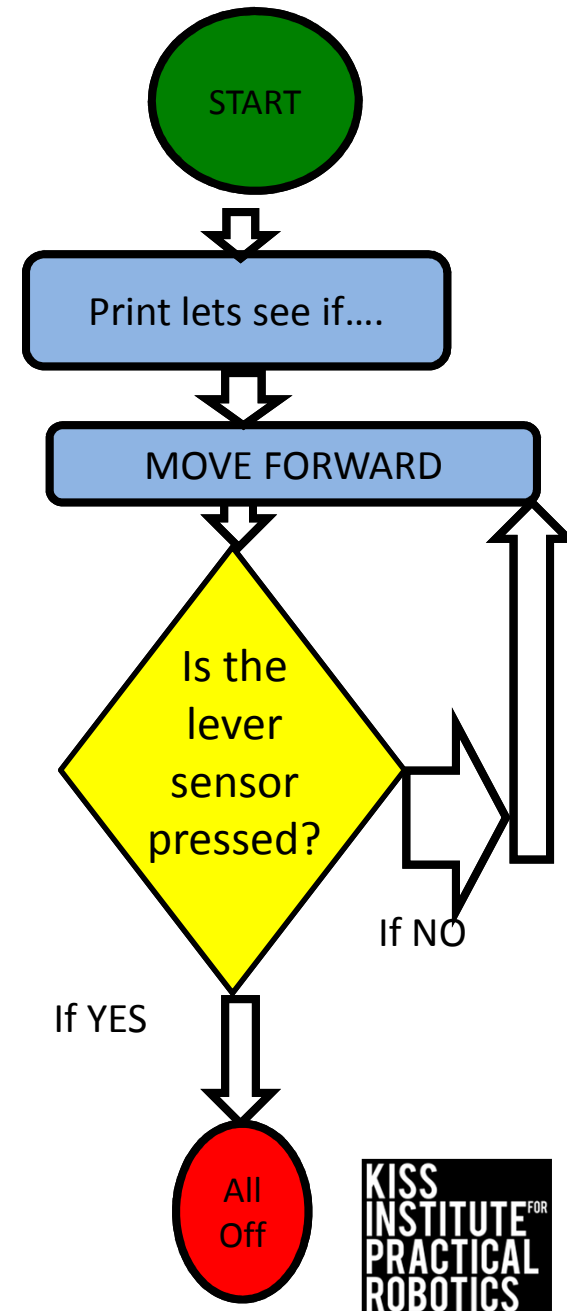 START
Print lets see if....
MOVE FORWARD
Is the
lever
sensor
pressed?
If NO
If YES
All
Off
KISS
INSTITUTE FOR
PRACTICAL
ROBOTICS